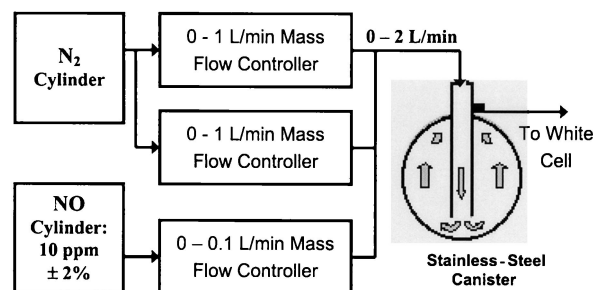 N₂
Cylinder
0 - 1 L/min Mass
Flow Controller
0 – 2 L/min
0 - 1 L/min Mass
Flow Controller
To White
Cell
NO
Cylinder:
10 ppm
± 2%
0 – 0.1 L/min Mass
Flow Controller
Stainless - Steel
Canister